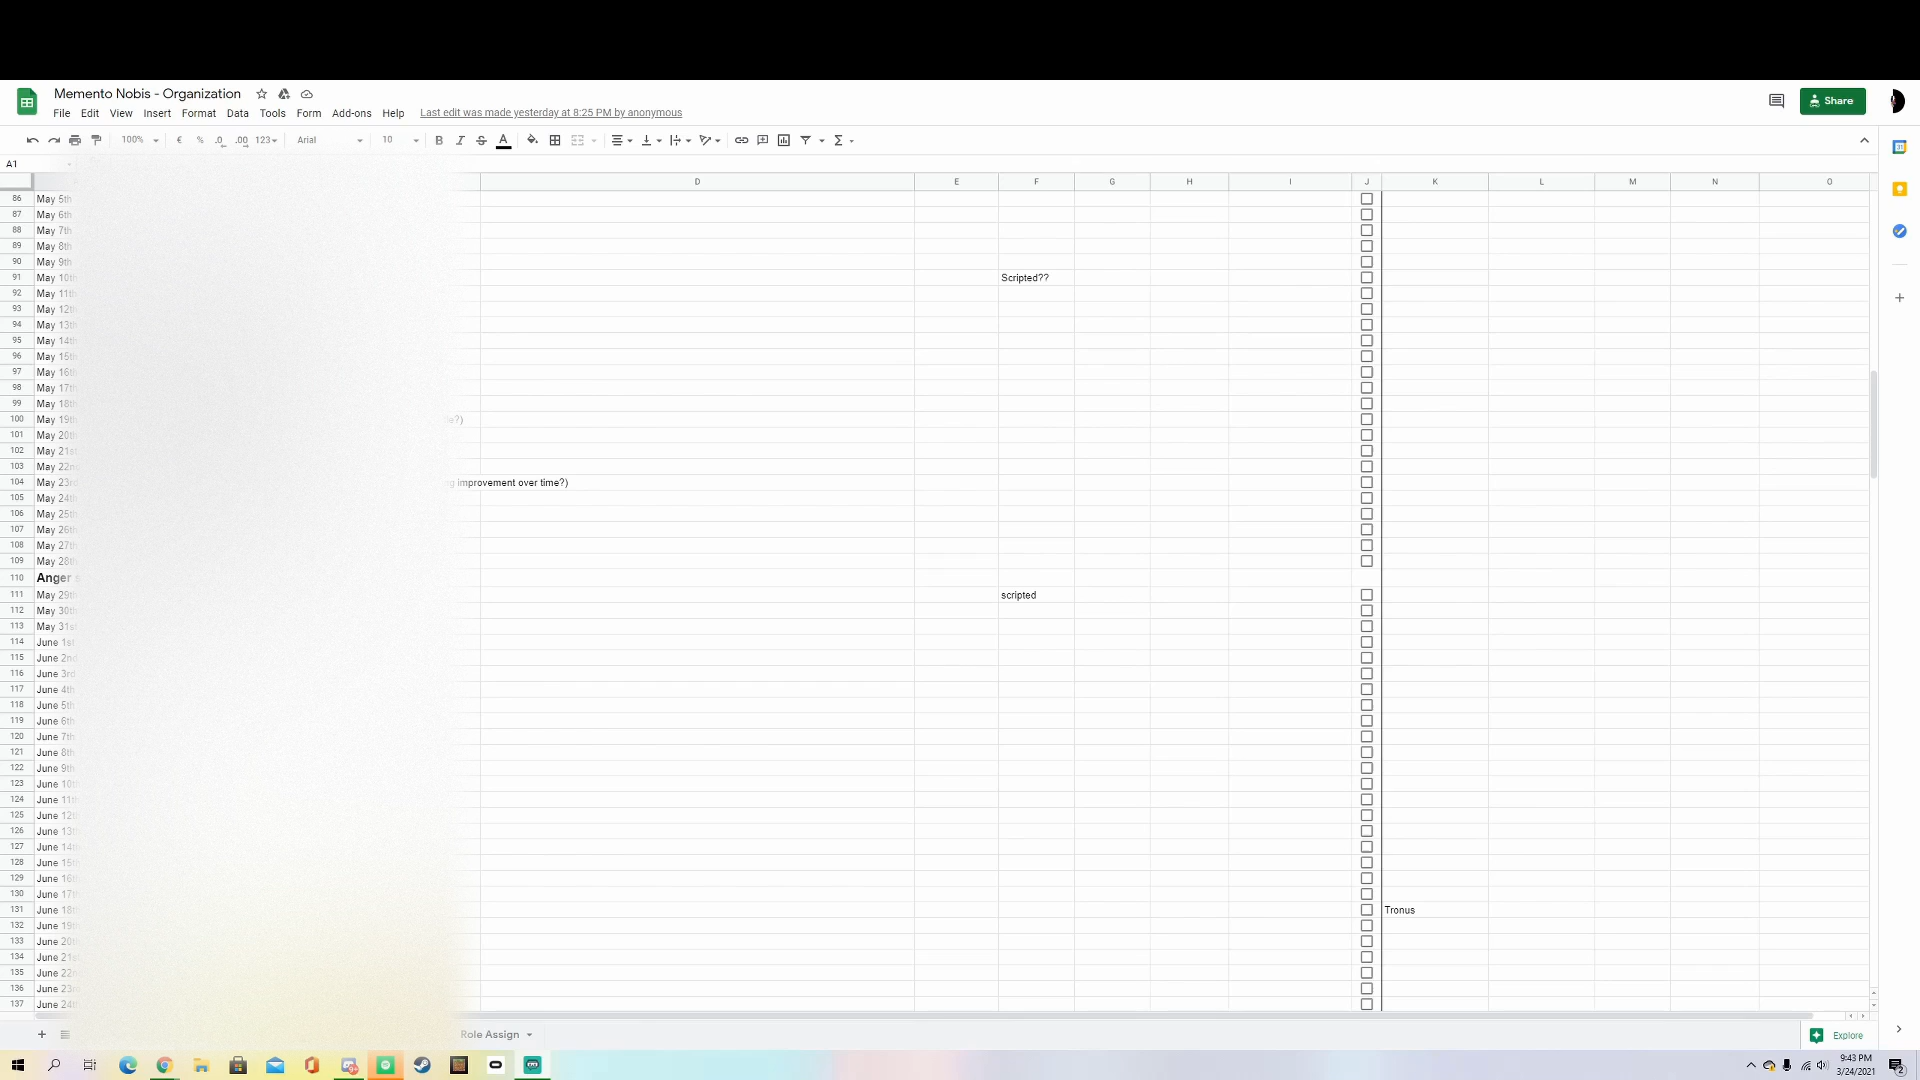 Memento Nobis - Organization
File Edit View Insert Format Data Tools Form Add-ons Help Last edit was made yesterday at 8:25 PM by anonymous
Share
100% € % .0 .00 123 Arial 10 B I S A
A1
D E F G H I J K L M N O
86 May 5th
87 May 6th
88 May 7th
89 May 8th
90 May 9th
91 May 10th Scripted??
92 May 11th
93 May 12th
94 May 13th
95 May 14th
96 May 15th
97 May 16th
98 May 17th
99 May 18th
100 May 19th
101 May 20th
102 May 21st
103 May 22nd
104 May 23rd improvement over time?)
105 May 24th
106 May 25th
107 May 26th
108 May 27th
109 May 28th
110 Anger
111 May 29th scripted
112 May 30th
113 May 31st
114 June 1st
115 June 2nd
116 June 3rd
117 June 4th
118 June 5th
119 June 6th
120 June 7th
121 June 8th
122 June 9th
123 June 10th
124 June 11th
125 June 12th
126 June 13th
127 June 14th
128 June 15th
129 June 16th
130 June 17th
131 June 18th Tronus
132 June 19th
133 June 20th
134 June 21st
135 June 22nd
136 June 23rd
137 June 24th
Role Assign
Explore
9:43 PM
3/24/2021